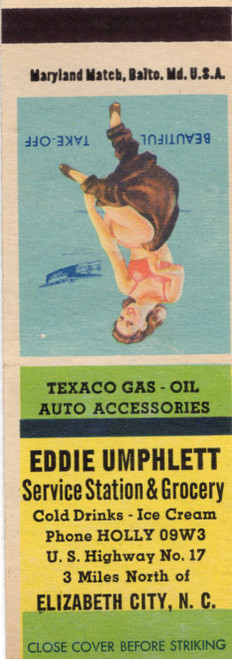 Maryland Match, Balto. Md. U.S.A.
BEAUTIFUL TAKE-OFF
TEXACO GAS - OIL
AUTO ACCESSORIES
EDDIE UMPHLETT
Service Station & Grocery
Cold Drinks - Ice Cream
Phone HOLLY 09W3
U. S. Highway No. 17
3 Miles North of
ELIZABETH CITY, N. C.
CLOSE COVER BEFORE STRIKING